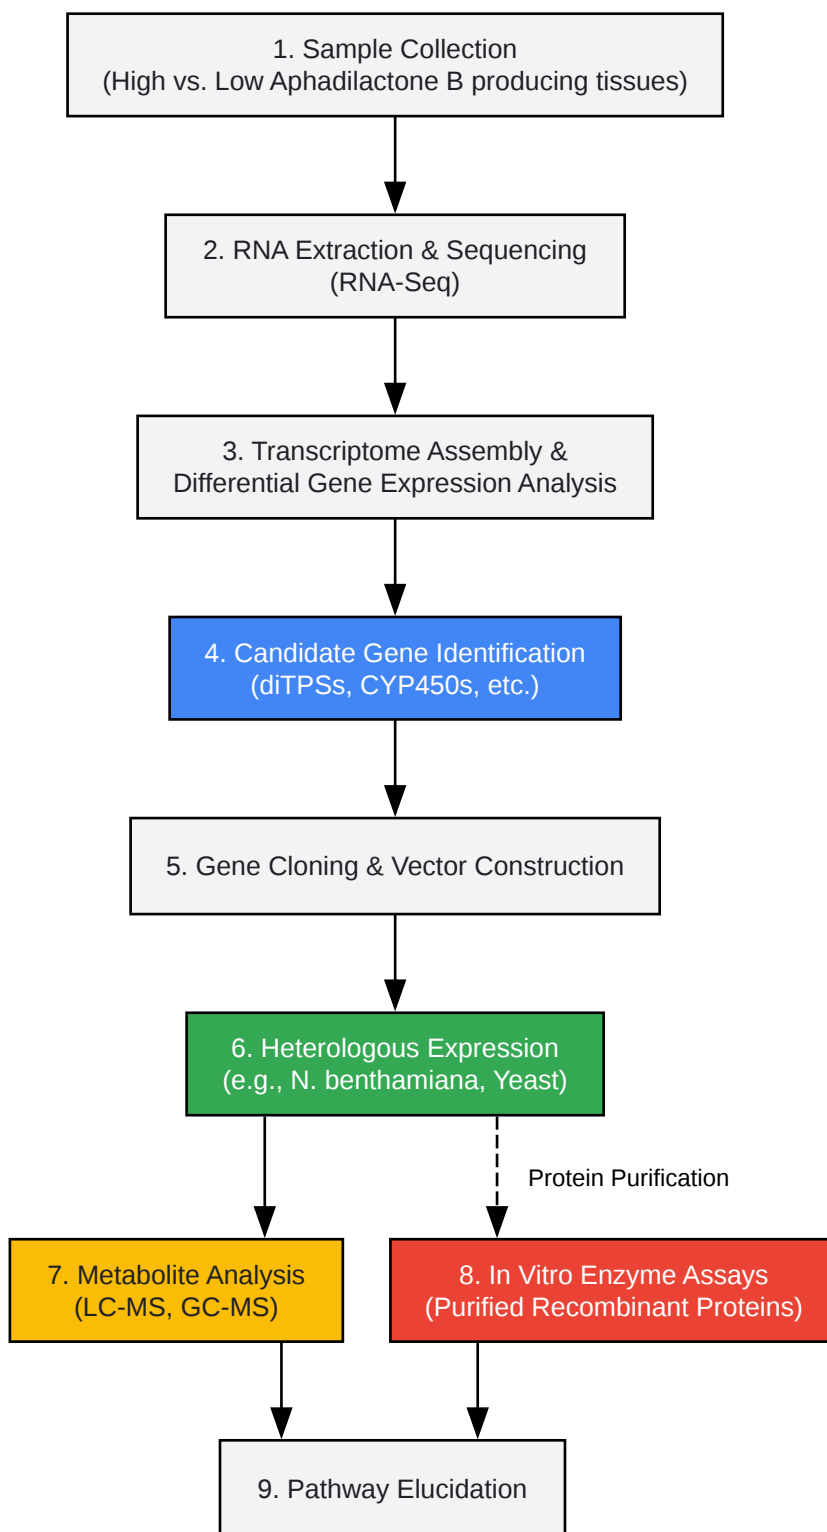 1. Sample Collection
(High vs. Low Aphadilactone B producing tissues)
2. RNA Extraction & Sequencing
(RNA-Seq)
3. Transcriptome Assembly &
Differential Gene Expression Analysis
4. Candidate Gene Identification
(diTPSs, CYP450s, etc.)
5. Gene Cloning & Vector Construction
6. Heterologous Expression
(e.g., N. benthamiana, Yeast)
Protein Purification
7. Metabolite Analysis
(LC-MS, GC-MS)
8. In Vitro Enzyme Assays
(Purified Recombinant Proteins)
9. Pathway Elucidation